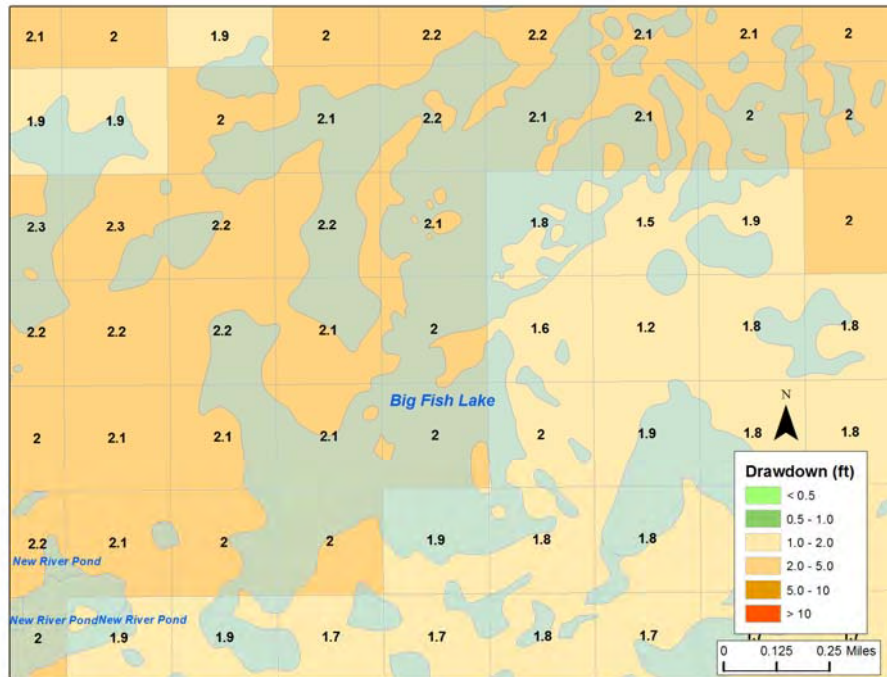 2.1 2 1.9 2 2.2 2.2 2.1 2.1 2
1.9 1.9 2 2.1 2.2 2.1 2.1 2 2
2.3 2.3 2.2 2.2 2.1 1.8 1.5 1.9 2
2.2 2.2 2.2 2.1 2 1.6 1.2 1.8 1.8
Big Fish Lake
N
2 2.1 2.1 2.1 2 2 1.9 1.8 1.8
Drawdown (ft)
< 0.5
0.5 - 1.0
1.0 - 2.0
2.0 - 5.0
5.0 - 10
> 10
2.2 2.1 2 2 1.9 1.8 1.8
New River Pond
New River Pond New River Pond
2 1.9 1.9 1.7 1.7 1.8 1.7
0 0.125 0.25 Miles